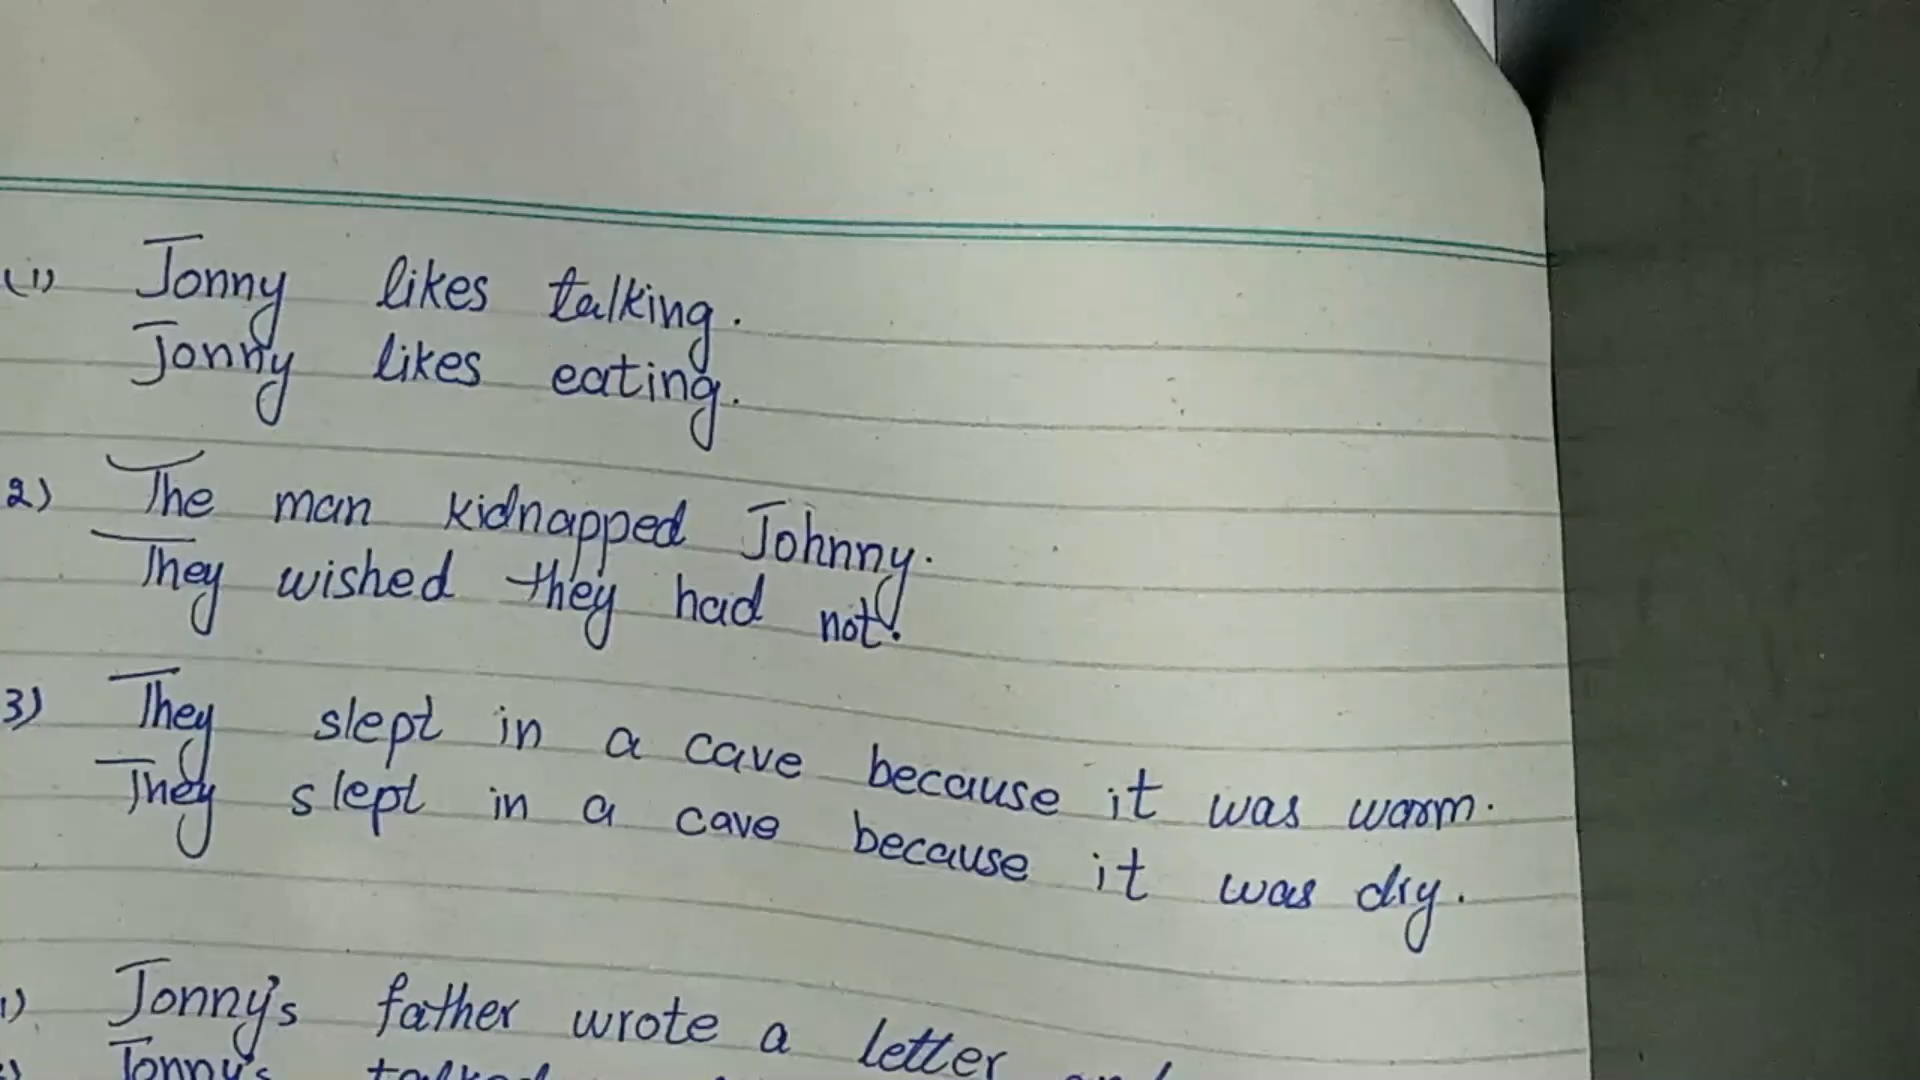 (1) Jonny likes talking.
Jonny likes eating.
2) The man kidnapped Johnny.
They wished they had not.
3) They slept in a cave because it was warm.
They slept in a cave because it was dry.
Jonny's father wrote a letter
Jonny's talked